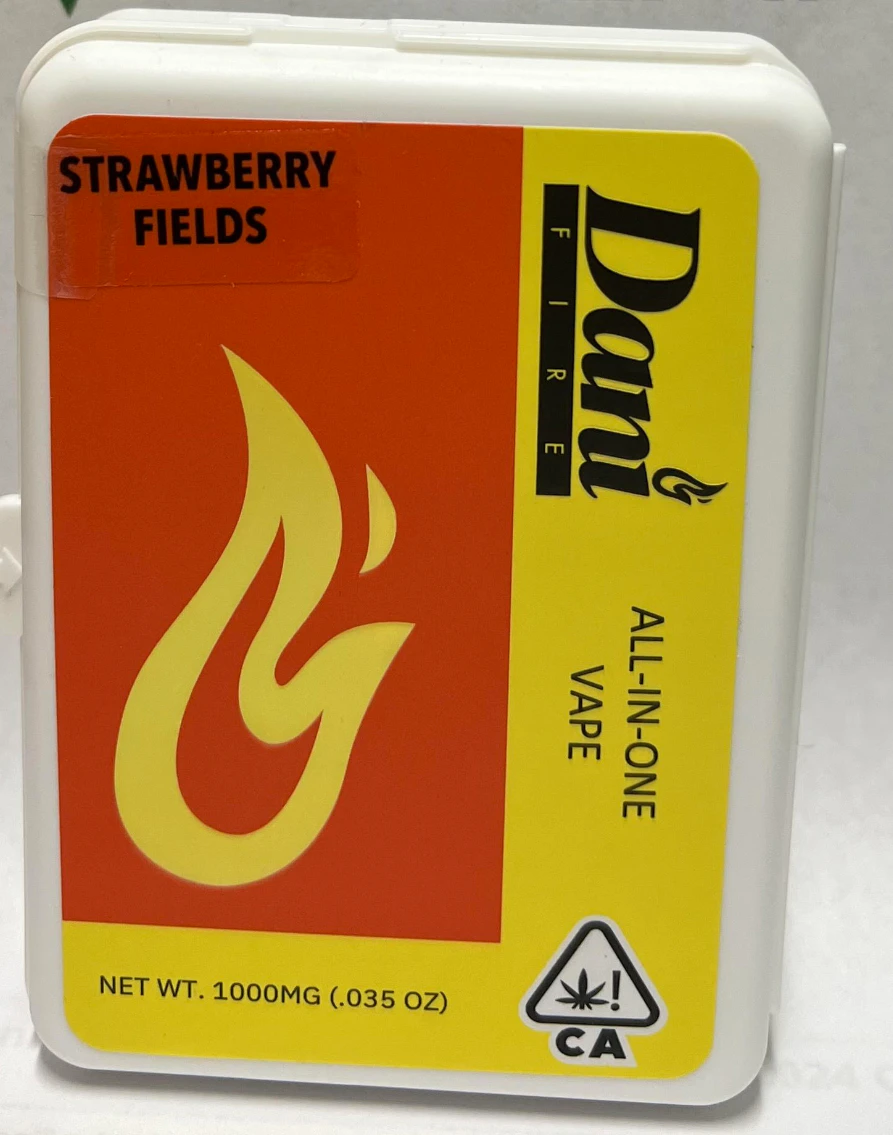 STRAWBERRY
FIELDS
Dani
FIRE
ALL-IN-ONE
VAPE
NET WT. 1000MG (.035 OZ)
!
CA